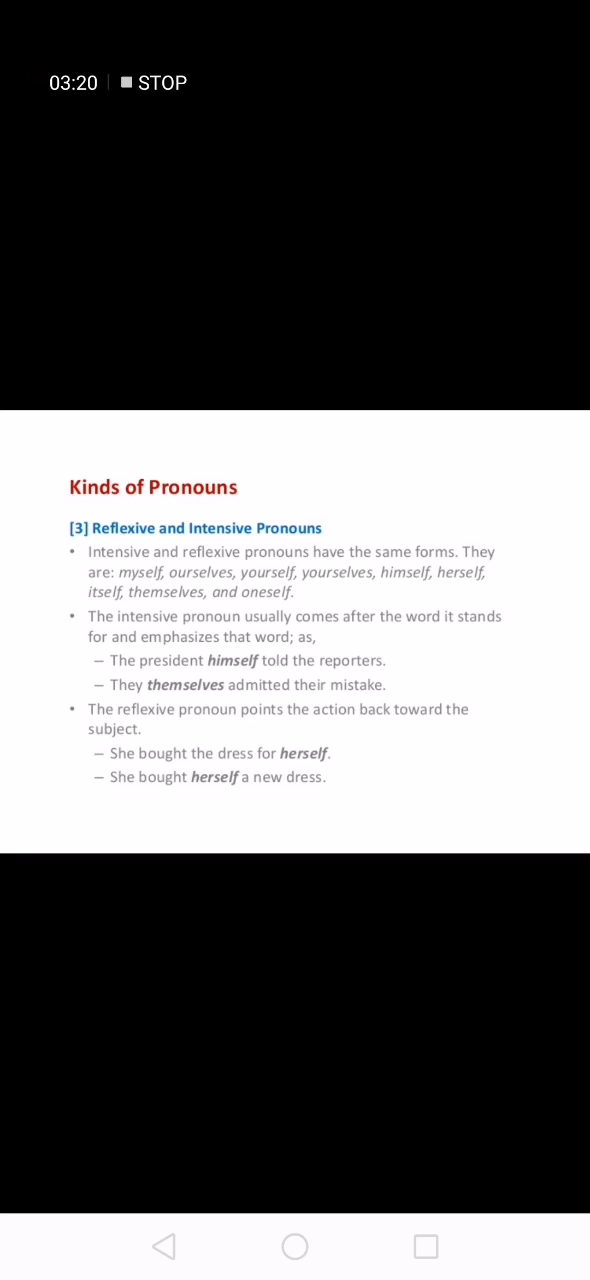 03:20 STOP
Kinds of Pronouns
[3] Reflexive and Intensive Pronouns
• Intensive and reflexive pronouns have the same forms. They
are: myself, ourselves, yourself, yourselves, himself, herself,
itself, themselves, and oneself.
• The intensive pronoun usually comes after the word it stands
for and emphasizes that word; as,
– The president himself told the reporters.
– They themselves admitted their mistake.
• The reflexive pronoun points the action back toward the
subject.
– She bought the dress for herself.
– She bought herself a new dress.